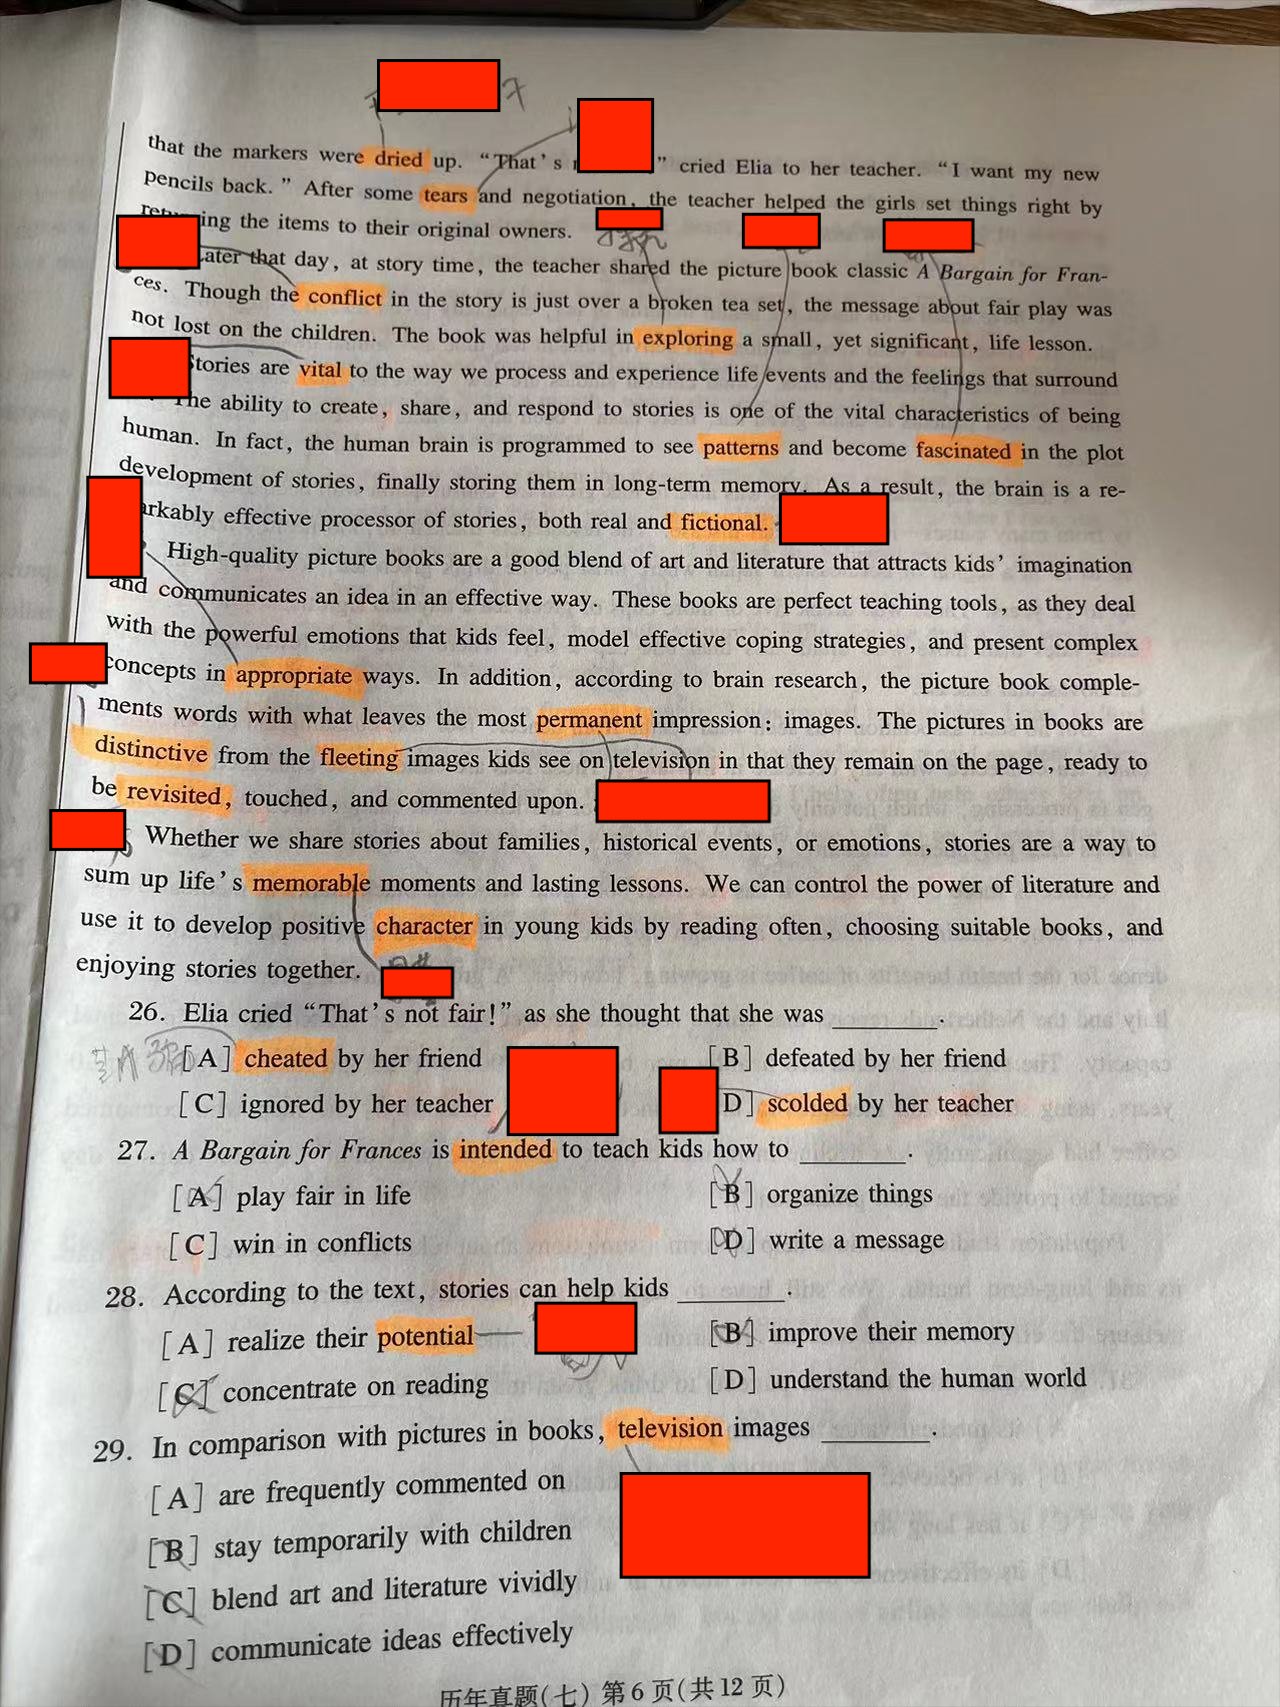 that the markers were dried up. “That’s ” cried Elia to her teacher. “I want my new
pencils back.” After some tears and negotiation, the teacher helped the girls set things right by
ing the items to their original owners.
ater that day, at story time, the teacher shared the picture book classic A Bargain for Fran-
ces. Though the conflict in the story is just over a broken tea set, the message about fair play was
not lost on the children. The book was helpful in exploring a small, yet significant, life lesson.
tories are vital to the way we process and experience life events and the feelings that surround
The ability to create, share, and respond to stories is one of the vital characteristics of being
human. In fact, the human brain is programmed to see patterns and become fascinated in the plot
development of stories, finally storing them in long-term memory. As a result, the brain is a re-
arkably effective processor of stories, both real and fictional.
High-quality picture books are a good blend of art and literature that attracts kids’ imagination
and communicates an idea in an effective way. These books are perfect teaching tools, as they deal
with the powerful emotions that kids feel, model effective coping strategies, and present complex
concepts in appropriate ways. In addition, according to brain research, the picture book comple-
ments words with what leaves the most permanent impression: images. The pictures in books are
distinctive from the fleeting images kids see on television in that they remain on the page, ready to
be revisited, touched, and commented upon.
Whether we share stories about families, historical events, or emotions, stories are a way to
sum up life’s memorable moments and lasting lessons. We can control the power of literature and
use it to develop positive character in young kids by reading often, choosing suitable books, and
enjoying stories together.
26. Elia cried “That’s not fair!” as she thought that she was ________.
[A] cheated by her friend
[B] defeated by her friend
[C] ignored by her teacher
D] scolded by her teacher
27. A Bargain for Frances is intended to teach kids how to ________.
[A] play fair in life
[B] organize things
[C] win in conflicts
[D] write a message
28. According to the text, stories can help kids ________.
[A] realize their potential
[B] improve their memory
[C] concentrate on reading
[D] understand the human world
29. In comparison with pictures in books, television images ________.
[A] are frequently commented on
[B] stay temporarily with children
[C] blend art and literature vividly
[D] communicate ideas effectively
历年真题(七) 第6页(共12页)